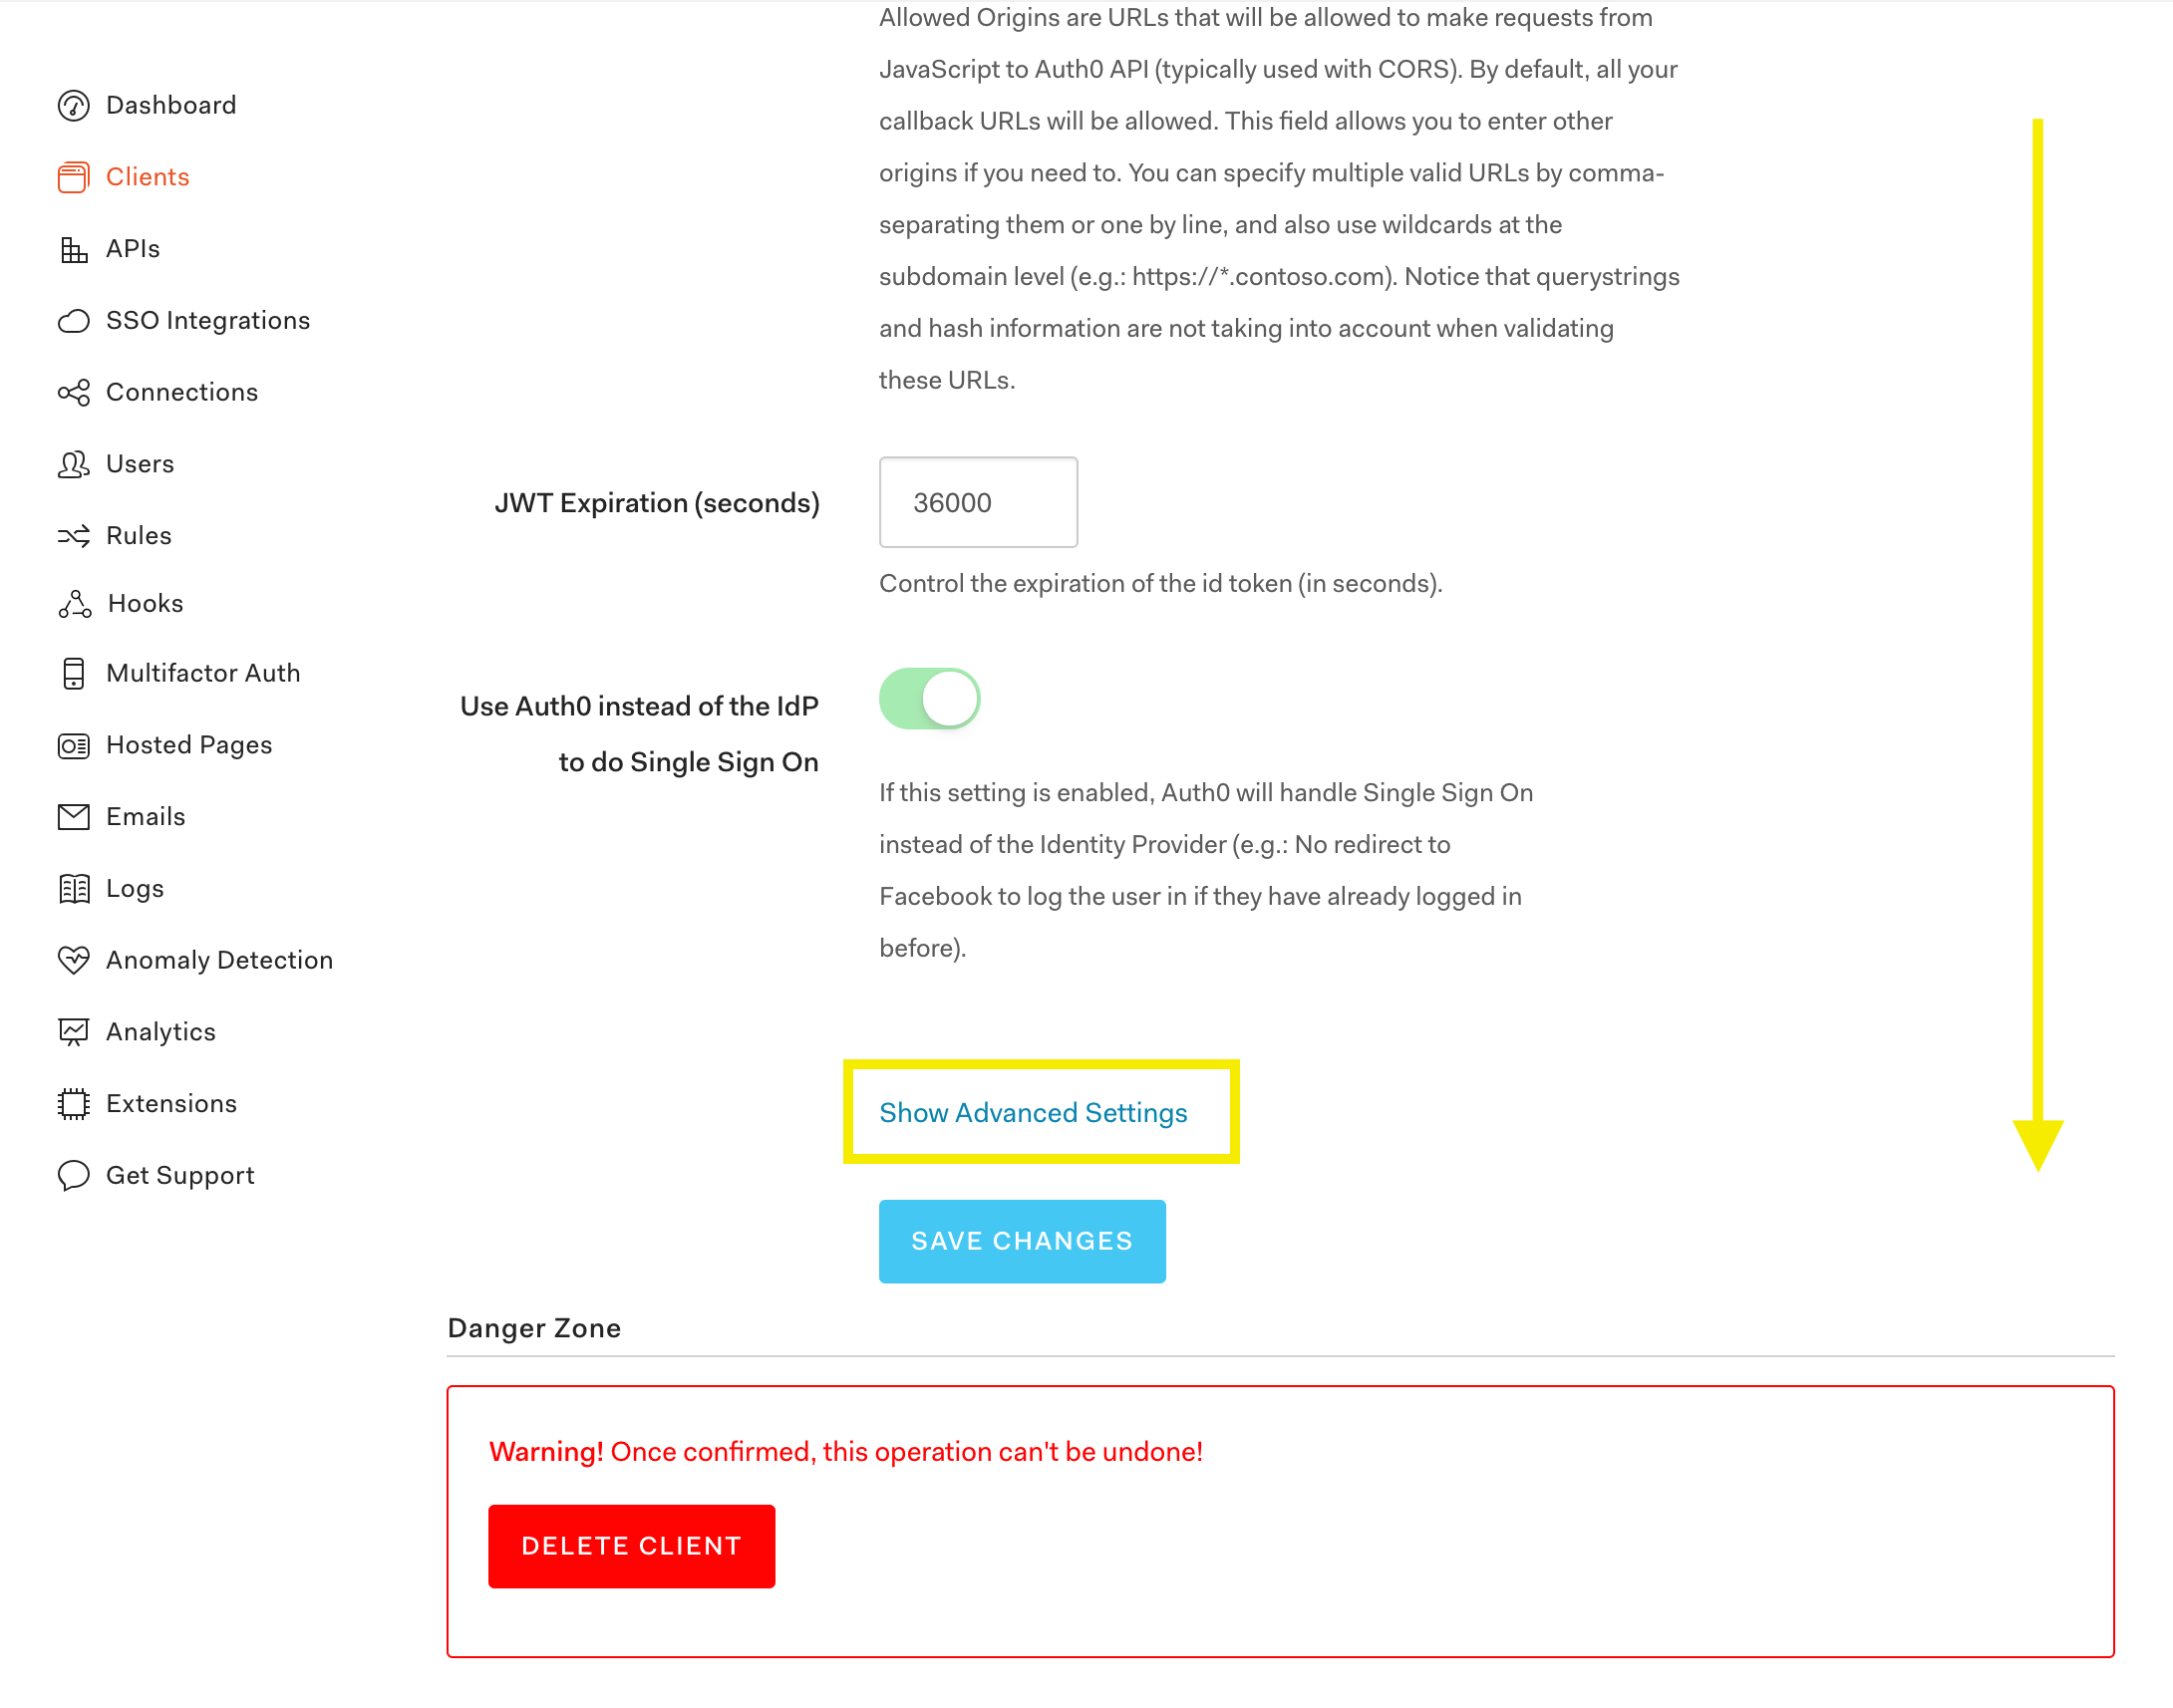 Dashboard
Clients
APIs
SSO Integrations
Connections
Users
Rules
Hooks
Multifactor Auth
Hosted Pages
Emails
Logs
Anomaly Detection
Analytics
Extensions
Get Support
Allowed Origins are URLs that will be allowed to make requests from
JavaScript to Auth0 API (typically used with CORS). By default, all your
callback URLs will be allowed. This field allows you to enter other
origins if you need to. You can specify multiple valid URLs by comma-
separating them or one by line, and also use wildcards at the
subdomain level (e.g.: https://*.contoso.com). Notice that querystrings
and hash information are not taking into account when validating
these URLs.
JWT Expiration (seconds)
36000
Control the expiration of the id token (in seconds).
Use Auth0 instead of the IdP
to do Single Sign On
If this setting is enabled, Auth0 will handle Single Sign On
instead of the Identity Provider (e.g.: No redirect to
Facebook to log the user in if they have already logged in
before).
Show Advanced Settings
SAVE CHANGES
Danger Zone
Warning! Once confirmed, this operation can't be undone!
DELETE CLIENT